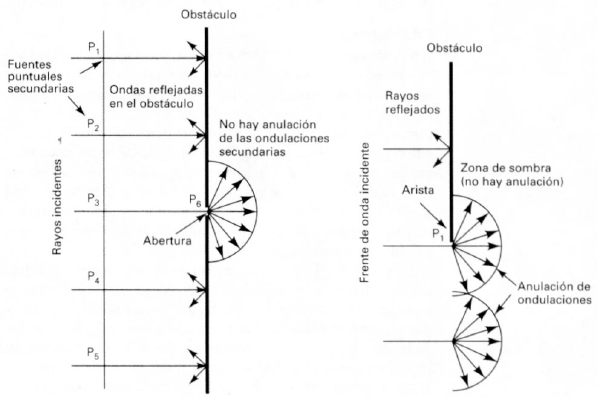 Obstáculo
P1
Fuentes
puntuales
secundarias
Ondas reflejadas
en el obstáculo
P2
No hay anulación
de las ondulaciones
secundarias
Rayos incidentes
P3
P6
Abertura
P4
P5
Obstáculo
Rayos
reflejados
Zona de sombra
(no hay anulación)
Arista
P1
Frente de onda incidente
Anulación de
ondulaciones